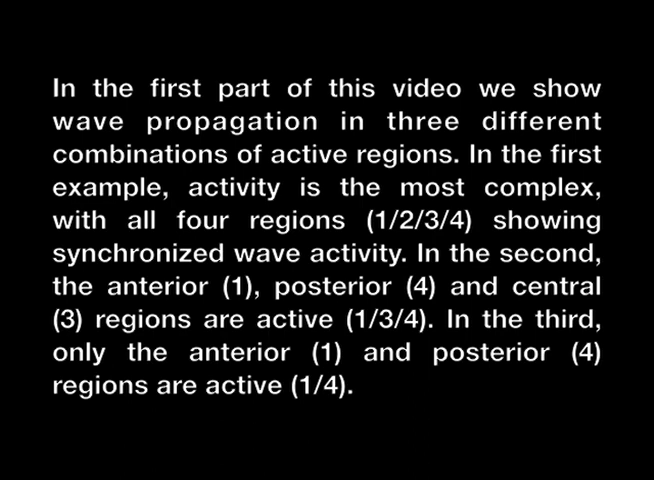 In the first part of this video we show
wave propagation in three different
combinations of active regions. In the first
example, activity is the most complex,
with all four regions (1/2/3/4) showing
synchronized wave activity. In the second,
the anterior (1), posterior (4) and central
(3) regions are active (1/3/4). In the third,
only the anterior (1) and posterior (4)
regions are active (1/4).